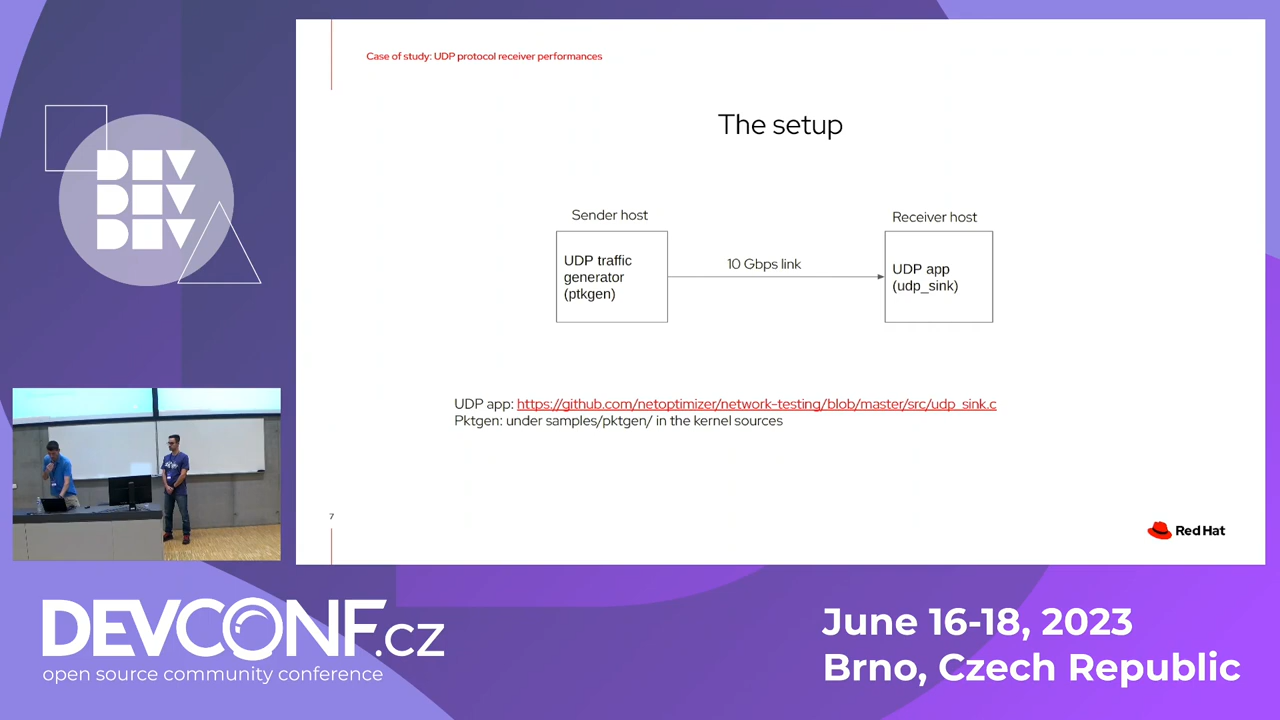 Case of study: UDP protocol receiver performances
The setup
Sender host
Receiver host
UDP traffic
generator
(ptkgen)
10 Gbps link
UDP app
(udp_sink)
UDP app: https://github.com/netoptimizer/network-testing/blob/master/src/udp_sink.c
Pktgen: under samples/pktgen/ in the kernel sources
7
Red Hat
DEV
DEV
DEV
DEVCONF.cz
open source community conference
June 16-18, 2023
Brno, Czech Republic